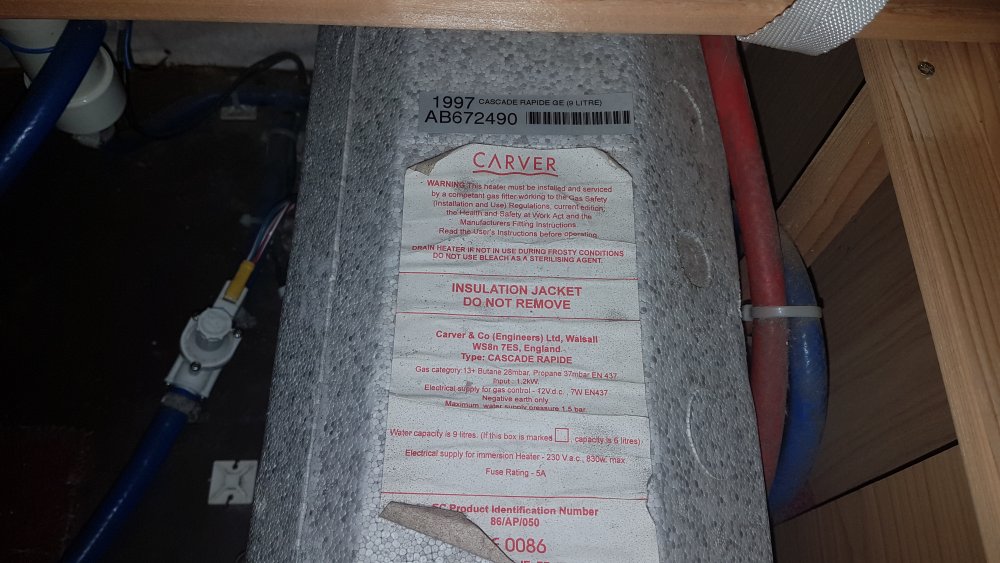 1997 CASCADE RAPIDE GE (9 LITRE)
AB672490
CARVER
WARNING This heater must be installed and serviced
by a competent gas fitter working to the Gas Safety
(Installation and Use) Regulations, current edition,
the Health and Safety at Work Act and the
Manufacturers Fitting Instructions.
Read the User's Instructions before operating.
DRAIN HEATER IF NOT IN USE DURING FROSTY CONDITIONS
DO NOT USE BLEACH AS A STERILISING AGENT.
INSULATION JACKET
DO NOT REMOVE
Carver & Co (Engineers) Ltd, Walsall
WS8n 7ES, England.
Type: CASCADE RAPIDE
Gas category 13+ Butane 28mbar, Propane 37mbar EN 437
Input : 1.2kW.
Electrical supply for gas control - 12V.d.c. 7W EN437
Negative earth only
Maximum water supply pressure 1.5 bar
Water capacity is 9 litres. (If this box is marked capacity is 6 litres)
Electrical supply for immersion Heater - 230 V.a.c., 830w. max
Fuse Rating - 5A
EC Product Identification Number
86/AP/050
0086